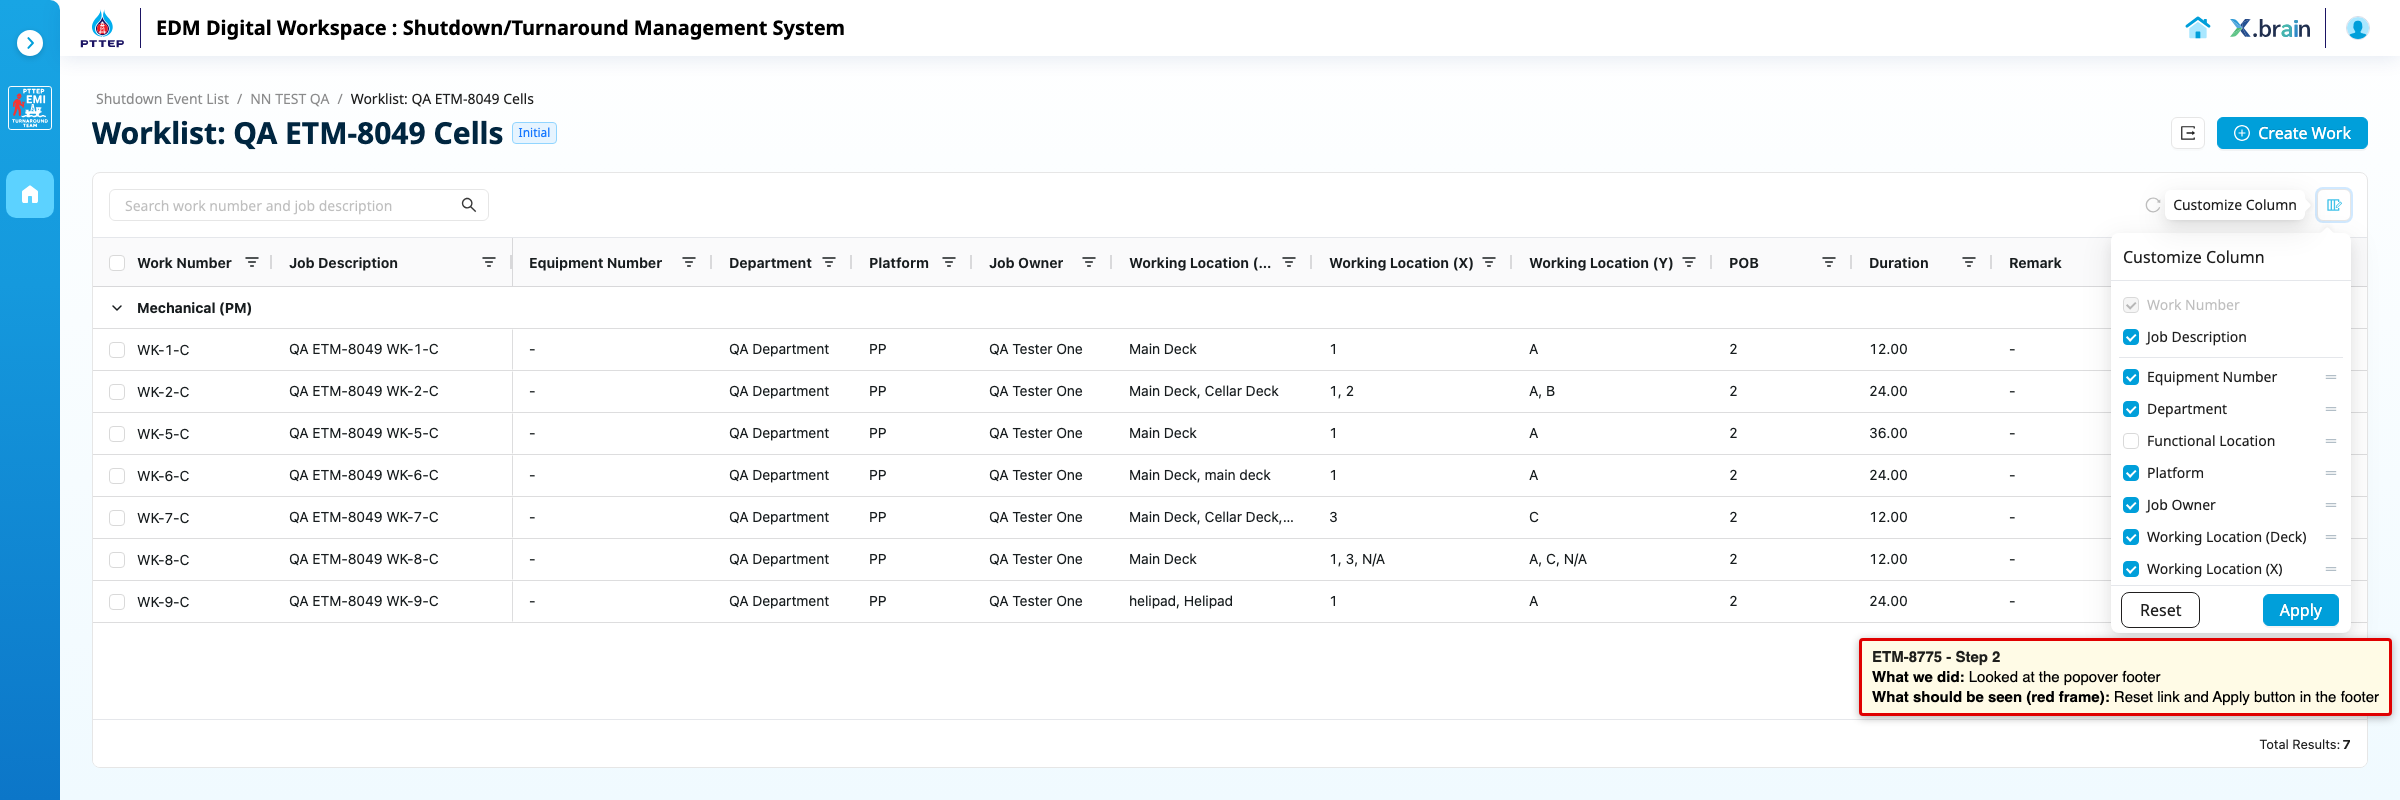 PTTEP
EDM Digital Workspace : Shutdown/Turnaround Management System
X.brain
PTTEP
EMI
TURNAROUND
TEAM
Shutdown Event List / NN TEST QA / Worklist: QA ETM-8049 Cells
Worklist: QA ETM-8049 Cells Initial
Create Work
Search work number and job description
Customize Column
Work Number Job Description Equipment Number Department Platform Job Owner Working Location (... Working Location (X) Working Location (Y) POB Duration Remark
Mechanical (PM)
WK-1-C QA ETM-8049 WK-1-C - QA Department PP QA Tester One Main Deck 1 A 2 12.00 -
WK-2-C QA ETM-8049 WK-2-C - QA Department PP QA Tester One Main Deck, Cellar Deck 1, 2 A, B 2 24.00 -
WK-5-C QA ETM-8049 WK-5-C - QA Department PP QA Tester One Main Deck 1 A 2 36.00 -
WK-6-C QA ETM-8049 WK-6-C - QA Department PP QA Tester One Main Deck, main deck 1 A 2 24.00 -
WK-7-C QA ETM-8049 WK-7-C - QA Department PP QA Tester One Main Deck, Cellar Deck,... 3 C 2 12.00 -
WK-8-C QA ETM-8049 WK-8-C - QA Department PP QA Tester One Main Deck 1, 3, N/A A, C, N/A 2 12.00 -
WK-9-C QA ETM-8049 WK-9-C - QA Department PP QA Tester One helipad, Helipad 1 A 2 24.00 -
Customize Column
Work Number
Job Description
Equipment Number
Department
Functional Location
Platform
Job Owner
Working Location (Deck)
Working Location (X)
Reset Apply
ETM-8775 - Step 2
What we did: Looked at the popover footer
What should be seen (red frame): Reset link and Apply button in the footer
Total Results: 7